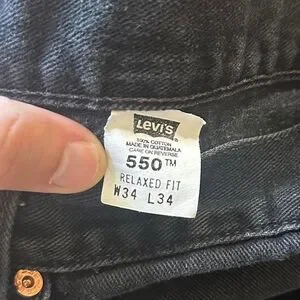 Levi's
®
100% COTTON
MADE IN GUATEMALA
CARE ON REVERSE
550™
RELAXED FIT
W34 L34